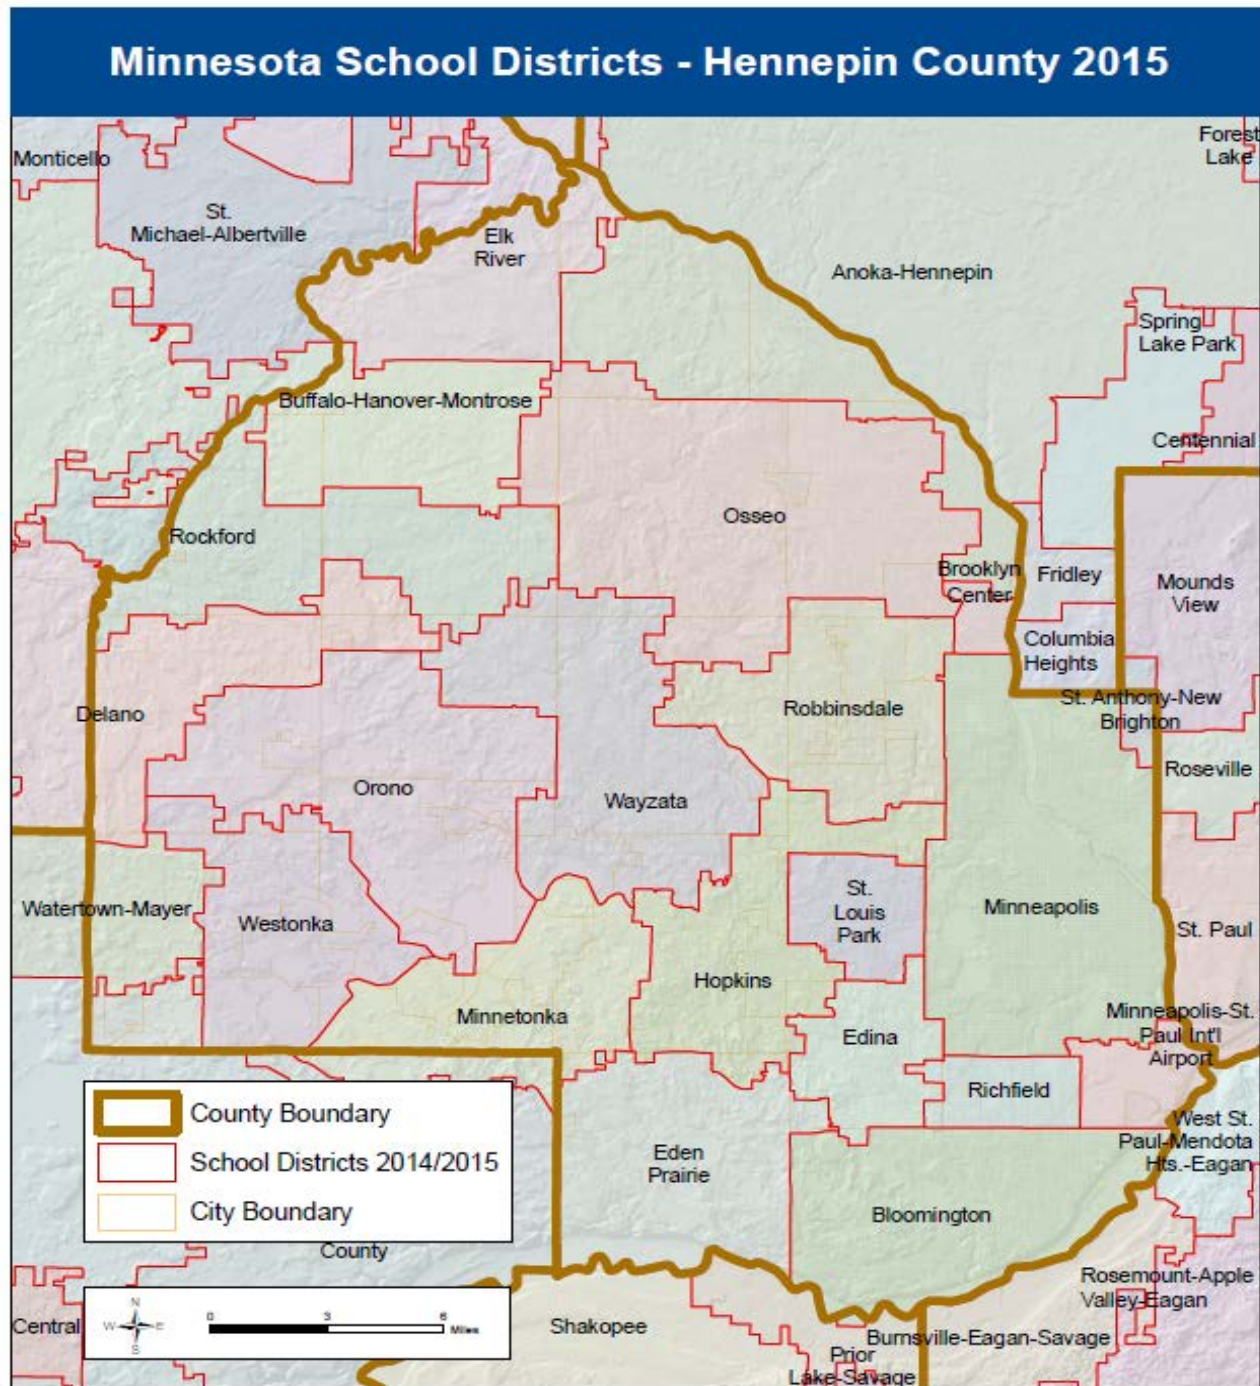 Minnesota School Districts - Hennepin County 2015
Forest
Lake
Monticello
St.
Michael-Albertville
Elk
River
Anoka-Hennepin
Spring
Lake Park
Buffalo-Hanover-Montrose
Centennial
Osseo
Rockford
Brooklyn
Center
Fridley
Mounds
View
Columbia
Heights
St. Anthony-New
Brighton
Delano
Robbinsdale
Roseville
Orono
Wayzata
St.
Louis
Park
Minneapolis
Watertown-Mayer
Westonka
St. Paul
Hopkins
Minnetonka
Minneapolis-St.
Paul Int'l
Airport
Edina
Richfield
County Boundary
School Districts 2014/2015
City Boundary
West St.
Paul-Mendota
Hts.-Eagan
Eden
Prairie
Bloomington
County
Rosemount-Apple
Valley-Eagan
N
W E
S
0 3 6
Miles
Central
Shakopee
Burnsville-Eagan-Savage
Prior
Lake-Savage